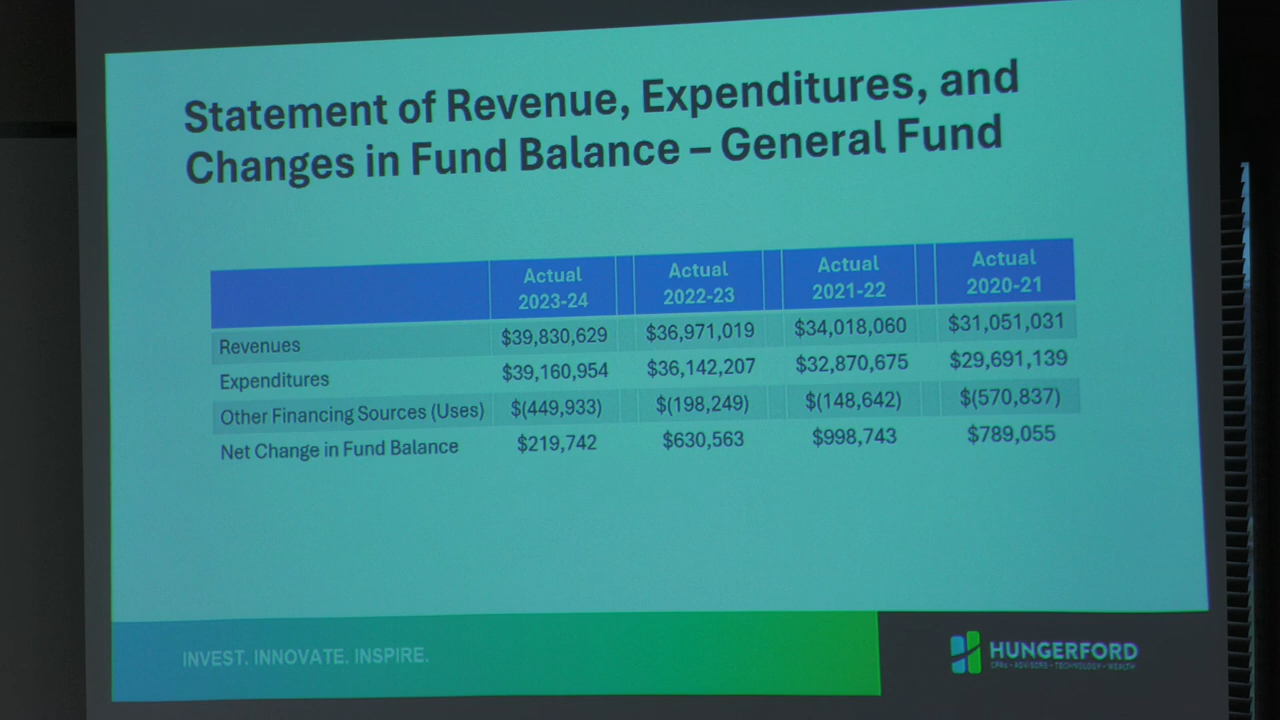 Statement of Revenue, Expenditures, and
Changes in Fund Balance – General Fund
Actual 2023-24 Actual 2022-23 Actual 2021-22 Actual 2020-21
Revenues $39,830,629 $36,971,019 $34,018,060 $31,051,031
Expenditures $39,160,954 $36,142,207 $32,870,675 $29,691,139
Other Financing Sources (Uses) $(449,933) $(198,249) $(148,642) $(570,837)
Net Change in Fund Balance $219,742 $630,563 $998,743 $789,055
INVEST. INNOVATE. INSPIRE.
HUNGERFORD
CPAs • ADVISORS • TECHNOLOGY • WEALTH